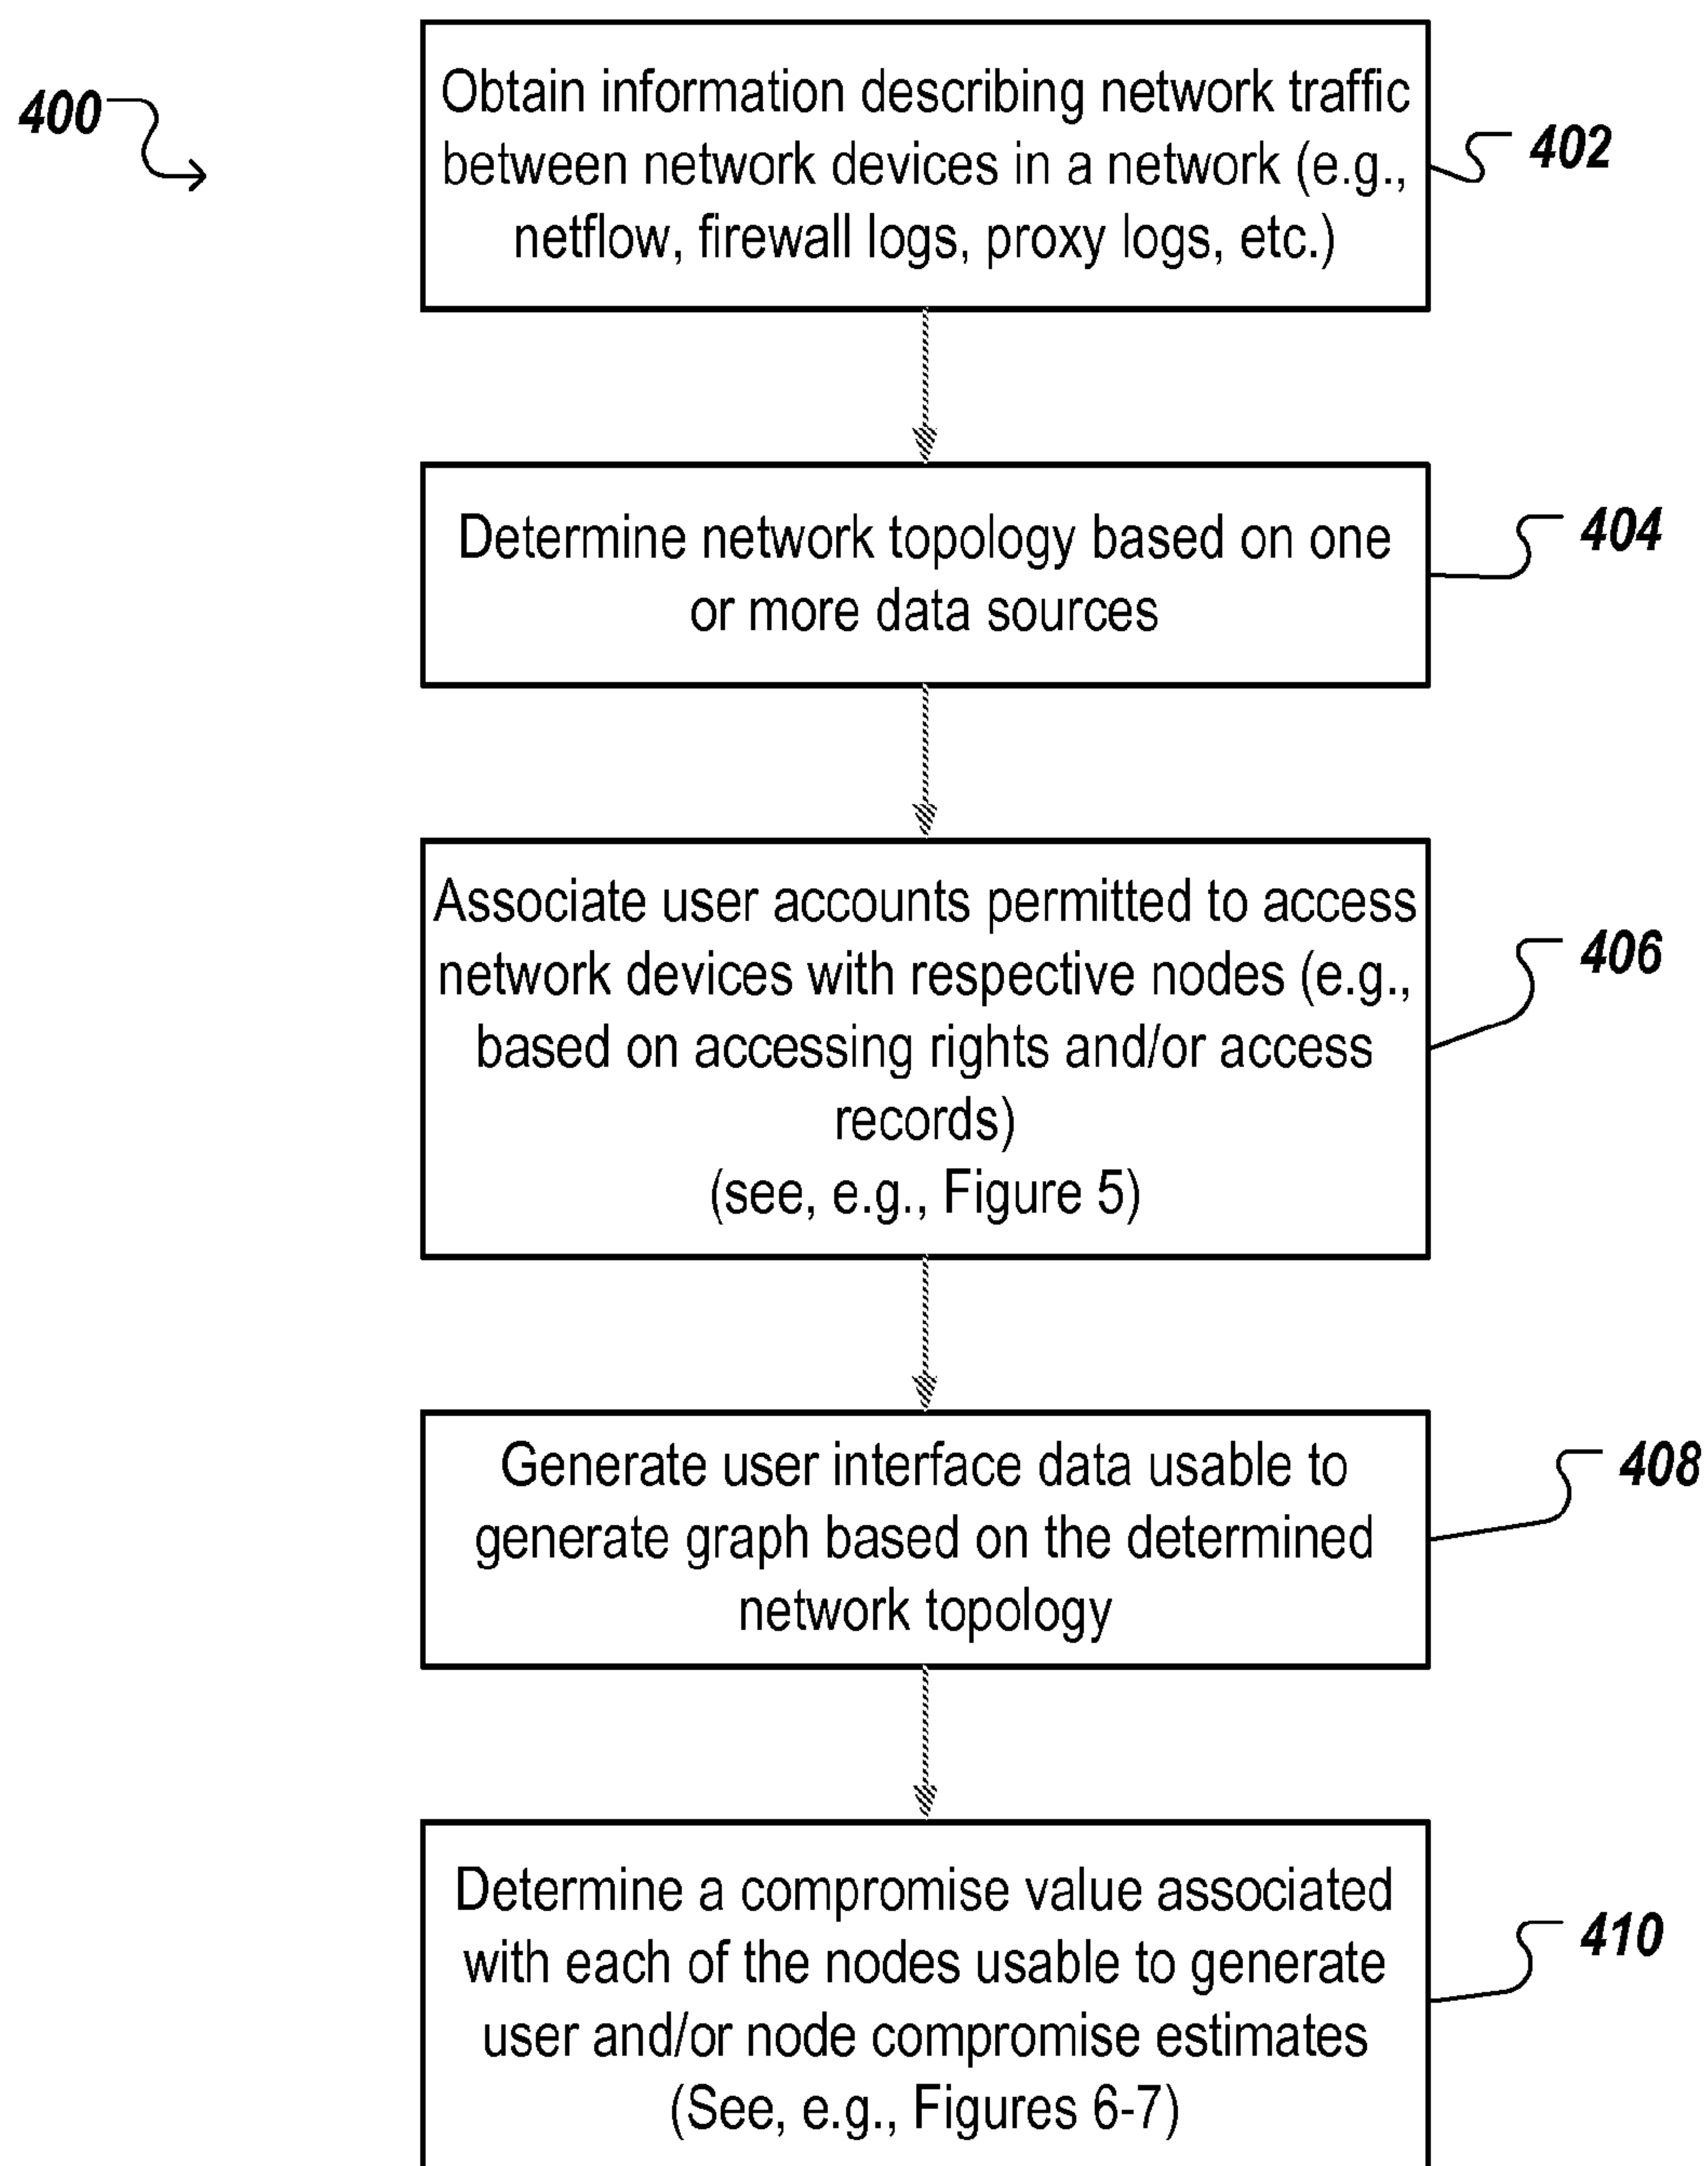 400
Obtain information describing network traffic
between network devices in a network (e.g.,
netflow, firewall logs, proxy logs, etc.)
402
Determine network topology based on one
or more data sources
404
Associate user accounts permitted to access
network devices with respective nodes (e.g.,
based on accessing rights and/or access
records)
(see, e.g., Figure 5)
406
Generate user interface data usable to
generate graph based on the determined
network topology
408
Determine a compromise value associated
with each of the nodes usable to generate
user and/or node compromise estimates
(See, e.g., Figures 6-7)
410